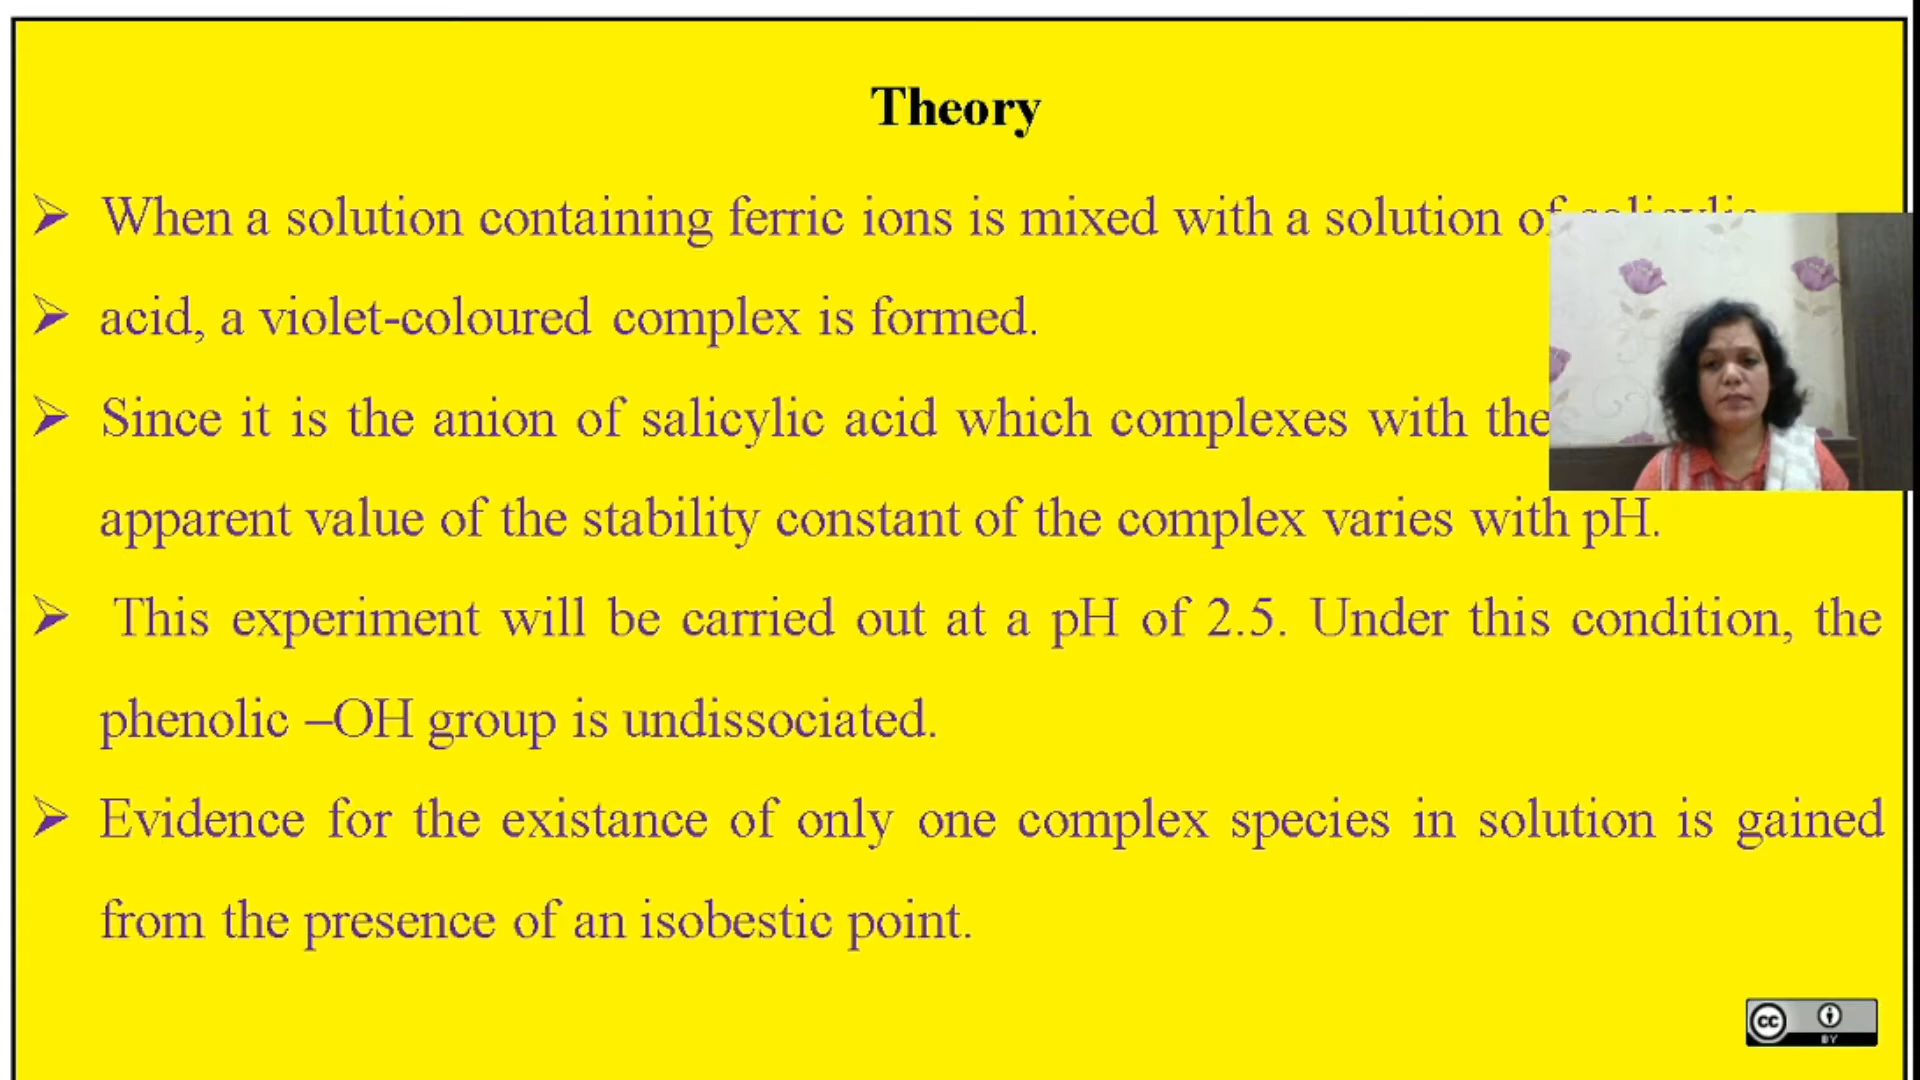 Theory
➢ When a solution containing ferric ions is mixed with a solution of salicylic
➢ acid, a violet-coloured complex is formed.
➢ Since it is the anion of salicylic acid which complexes with the
apparent value of the stability constant of the complex varies with pH.
➢ This experiment will be carried out at a pH of 2.5. Under this condition, the
phenolic –OH group is undissociated.
➢ Evidence for the existance of only one complex species in solution is gained
from the presence of an isobestic point.
cc
BY